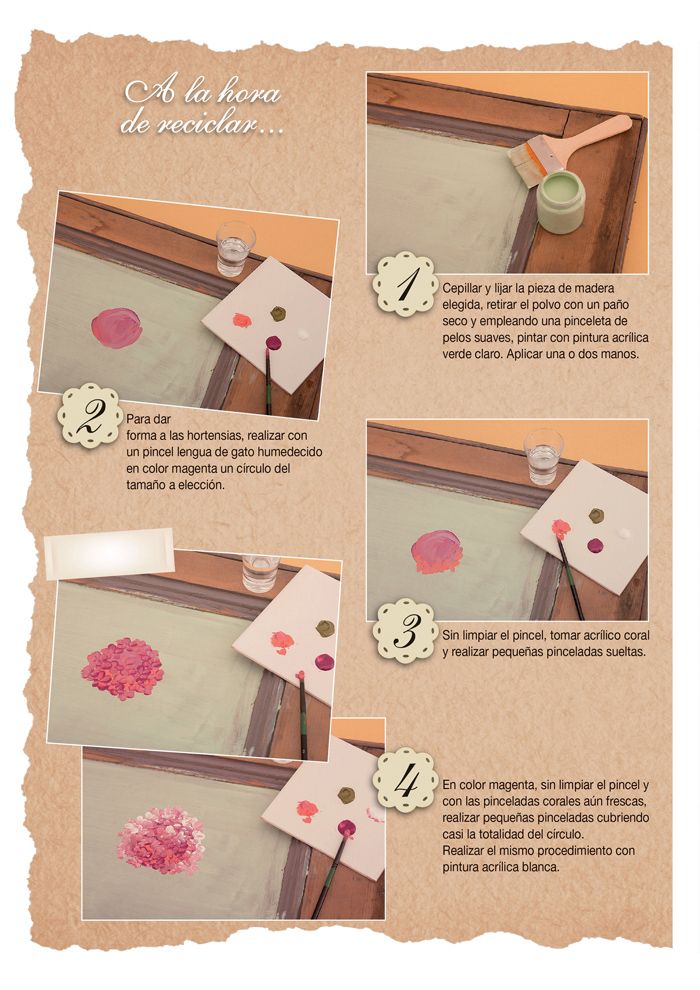 A la hora
de reciclar...
1
Cepillar y lijar la pieza de madera
elegida, retirar el polvo con un paño
seco y empleando una pinceleta de
pelos suaves, pintar con pintura acrílica
verde claro. Aplicar una o dos manos.
2
Para dar
forma a las hortensias, realizar con
un pincel lengua de gato humedecido
en color magenta un círculo del
tamaño a elección.
3
Sin limpiar el pincel, tomar acrílico coral
y realizar pequeñas pinceladas sueltas.
4
En color magenta, sin limpiar el pincel y
con las pinceladas corales aún frescas,
realizar pequeñas pinceladas cubriendo
casi la totalidad del círculo.
Realizar el mismo procedimiento con
pintura acrílica blanca.